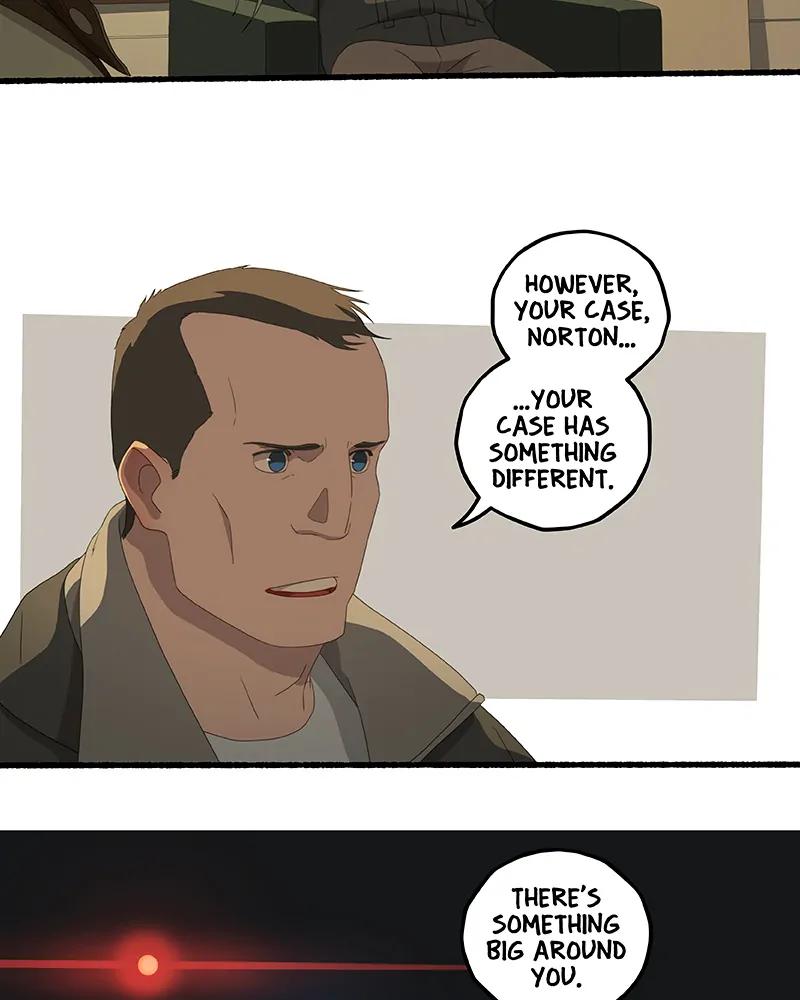 HOWEVER,
YOUR CASE,
NORTON...
...YOUR
CASE HAS
SOMETHING
DIFFERENT.
THERE'S
SOMETHING
BIG AROUND
YOU.